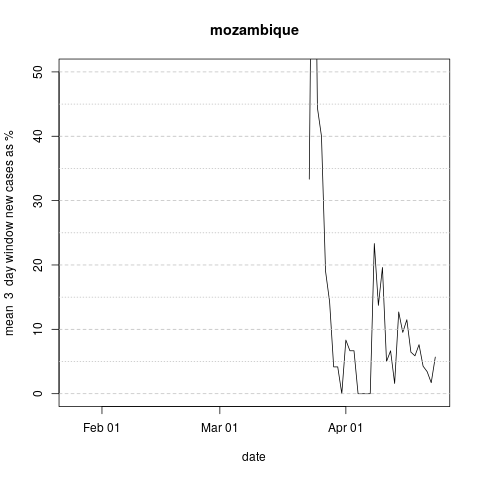 mozambique
mean 3 day window new cases as %
50
40
30
20
10
0
Feb 01
Mar 01
Apr 01
date